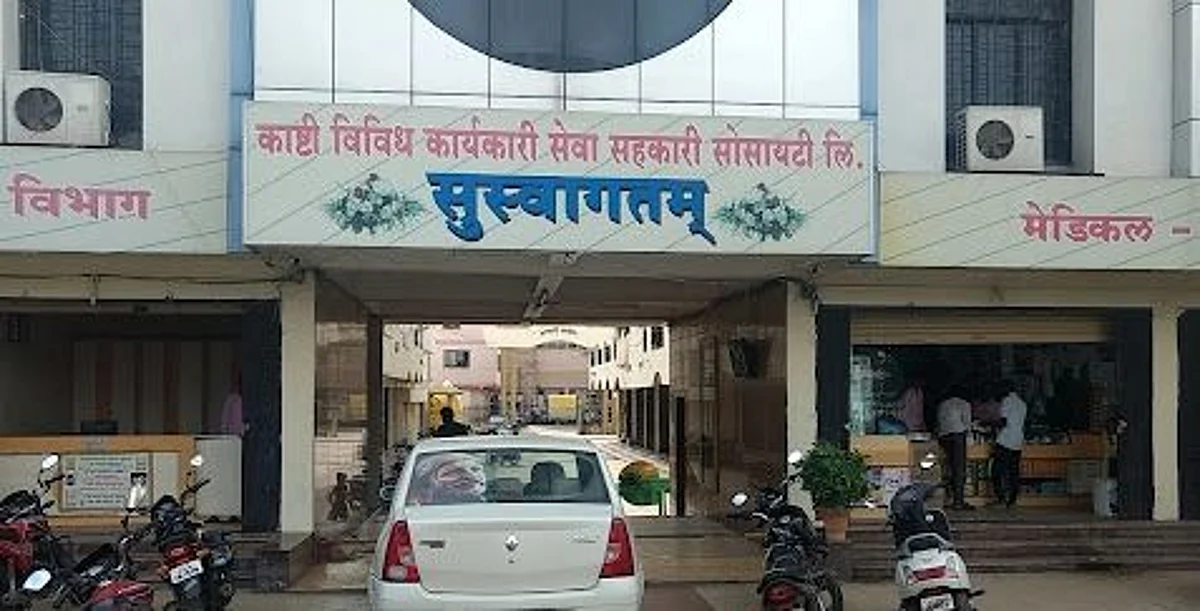 काष्टी विविध कार्यकारी सेवा सहकारी सोसायटी लि.
सुस्वागतम्
विभाग
मेडिकल -